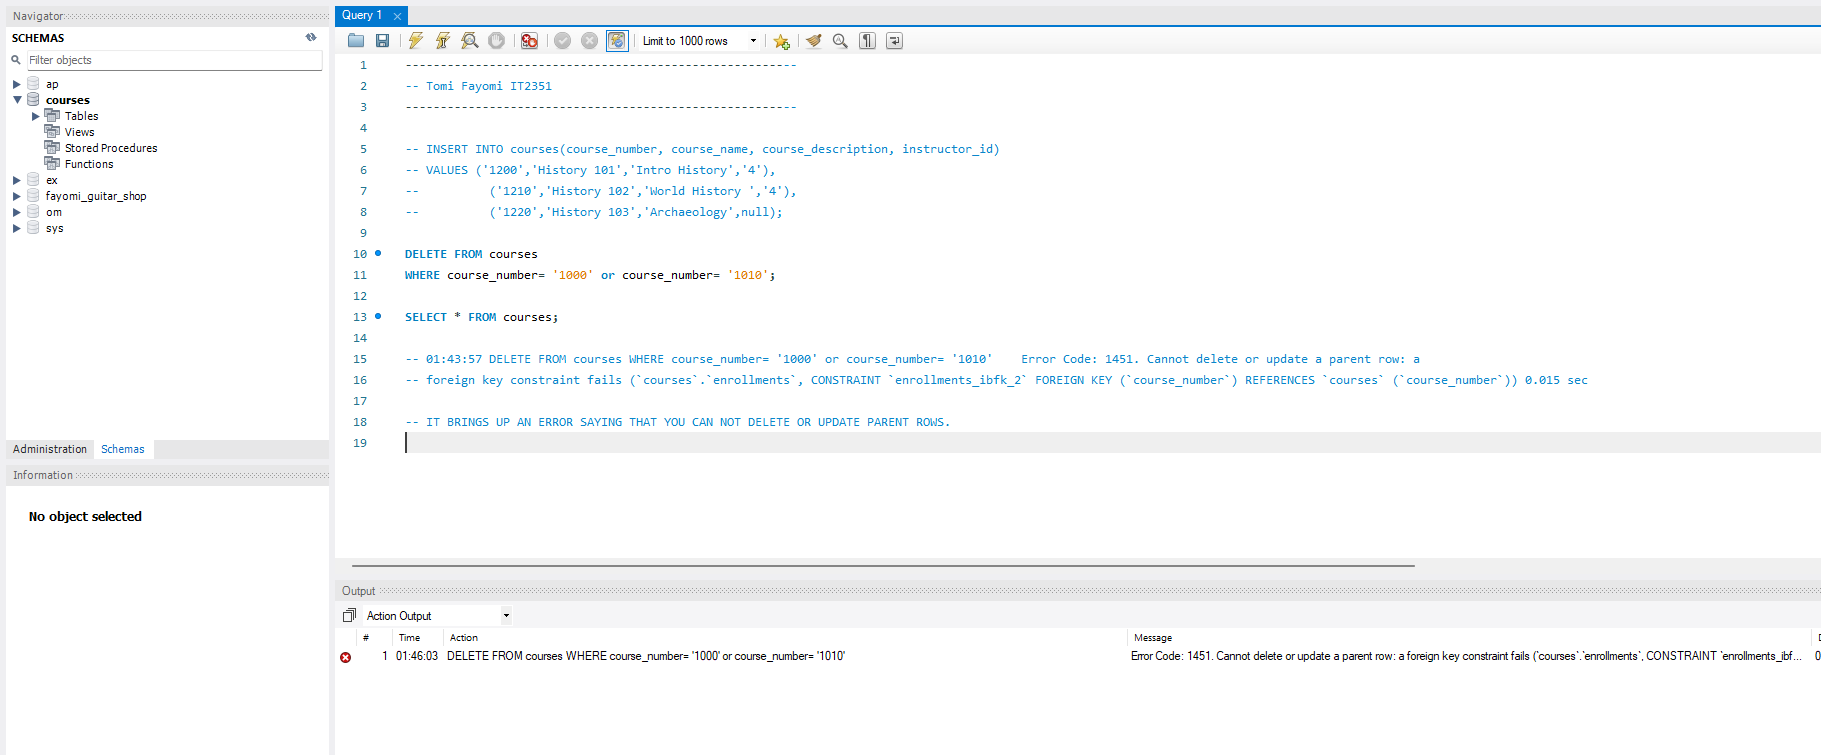 Navigator
SCHEMAS
Filter objects
ap
courses
Tables
Views
Stored Procedures
Functions
ex
fayomi_guitar_shop
om
sys
Administration Schemas
Information
No object selected
Query 1
Limit to 1000 rows
1 --------------------------------------------------------
2 -- Tomi Fayomi IT2351
3 --------------------------------------------------------
4
5 -- INSERT INTO courses(course_number, course_name, course_description, instructor_id)
6 -- VALUES ('1200','History 101','Intro History','4'),
7 --          ('1210','History 102','World History ','4'),
8 --          ('1220','History 103','Archaeology',null);
9
10 DELETE FROM courses
11 WHERE course_number= '1000' or course_number= '1010';
12
13 SELECT * FROM courses;
14
15 -- 01:43:57 DELETE FROM courses WHERE course_number= '1000' or course_number= '1010'    Error Code: 1451. Cannot delete or update a parent row: a
16 -- foreign key constraint fails (`courses`.`enrollments`, CONSTRAINT `enrollments_ibfk_2` FOREIGN KEY (`course_number`) REFERENCES `courses` (`course_number`)) 0.015 sec
17
18 -- IT BRINGS UP AN ERROR SAYING THAT YOU CAN NOT DELETE OR UPDATE PARENT ROWS.
19
Output
Action Output
# Time Action Message
1 01:46:03 DELETE FROM courses WHERE course_number= '1000' or course_number= '1010' Error Code: 1451. Cannot delete or update a parent row: a foreign key constraint fails (`courses`.`enrollments`, CONSTRAINT `enrollments_ibf... 0